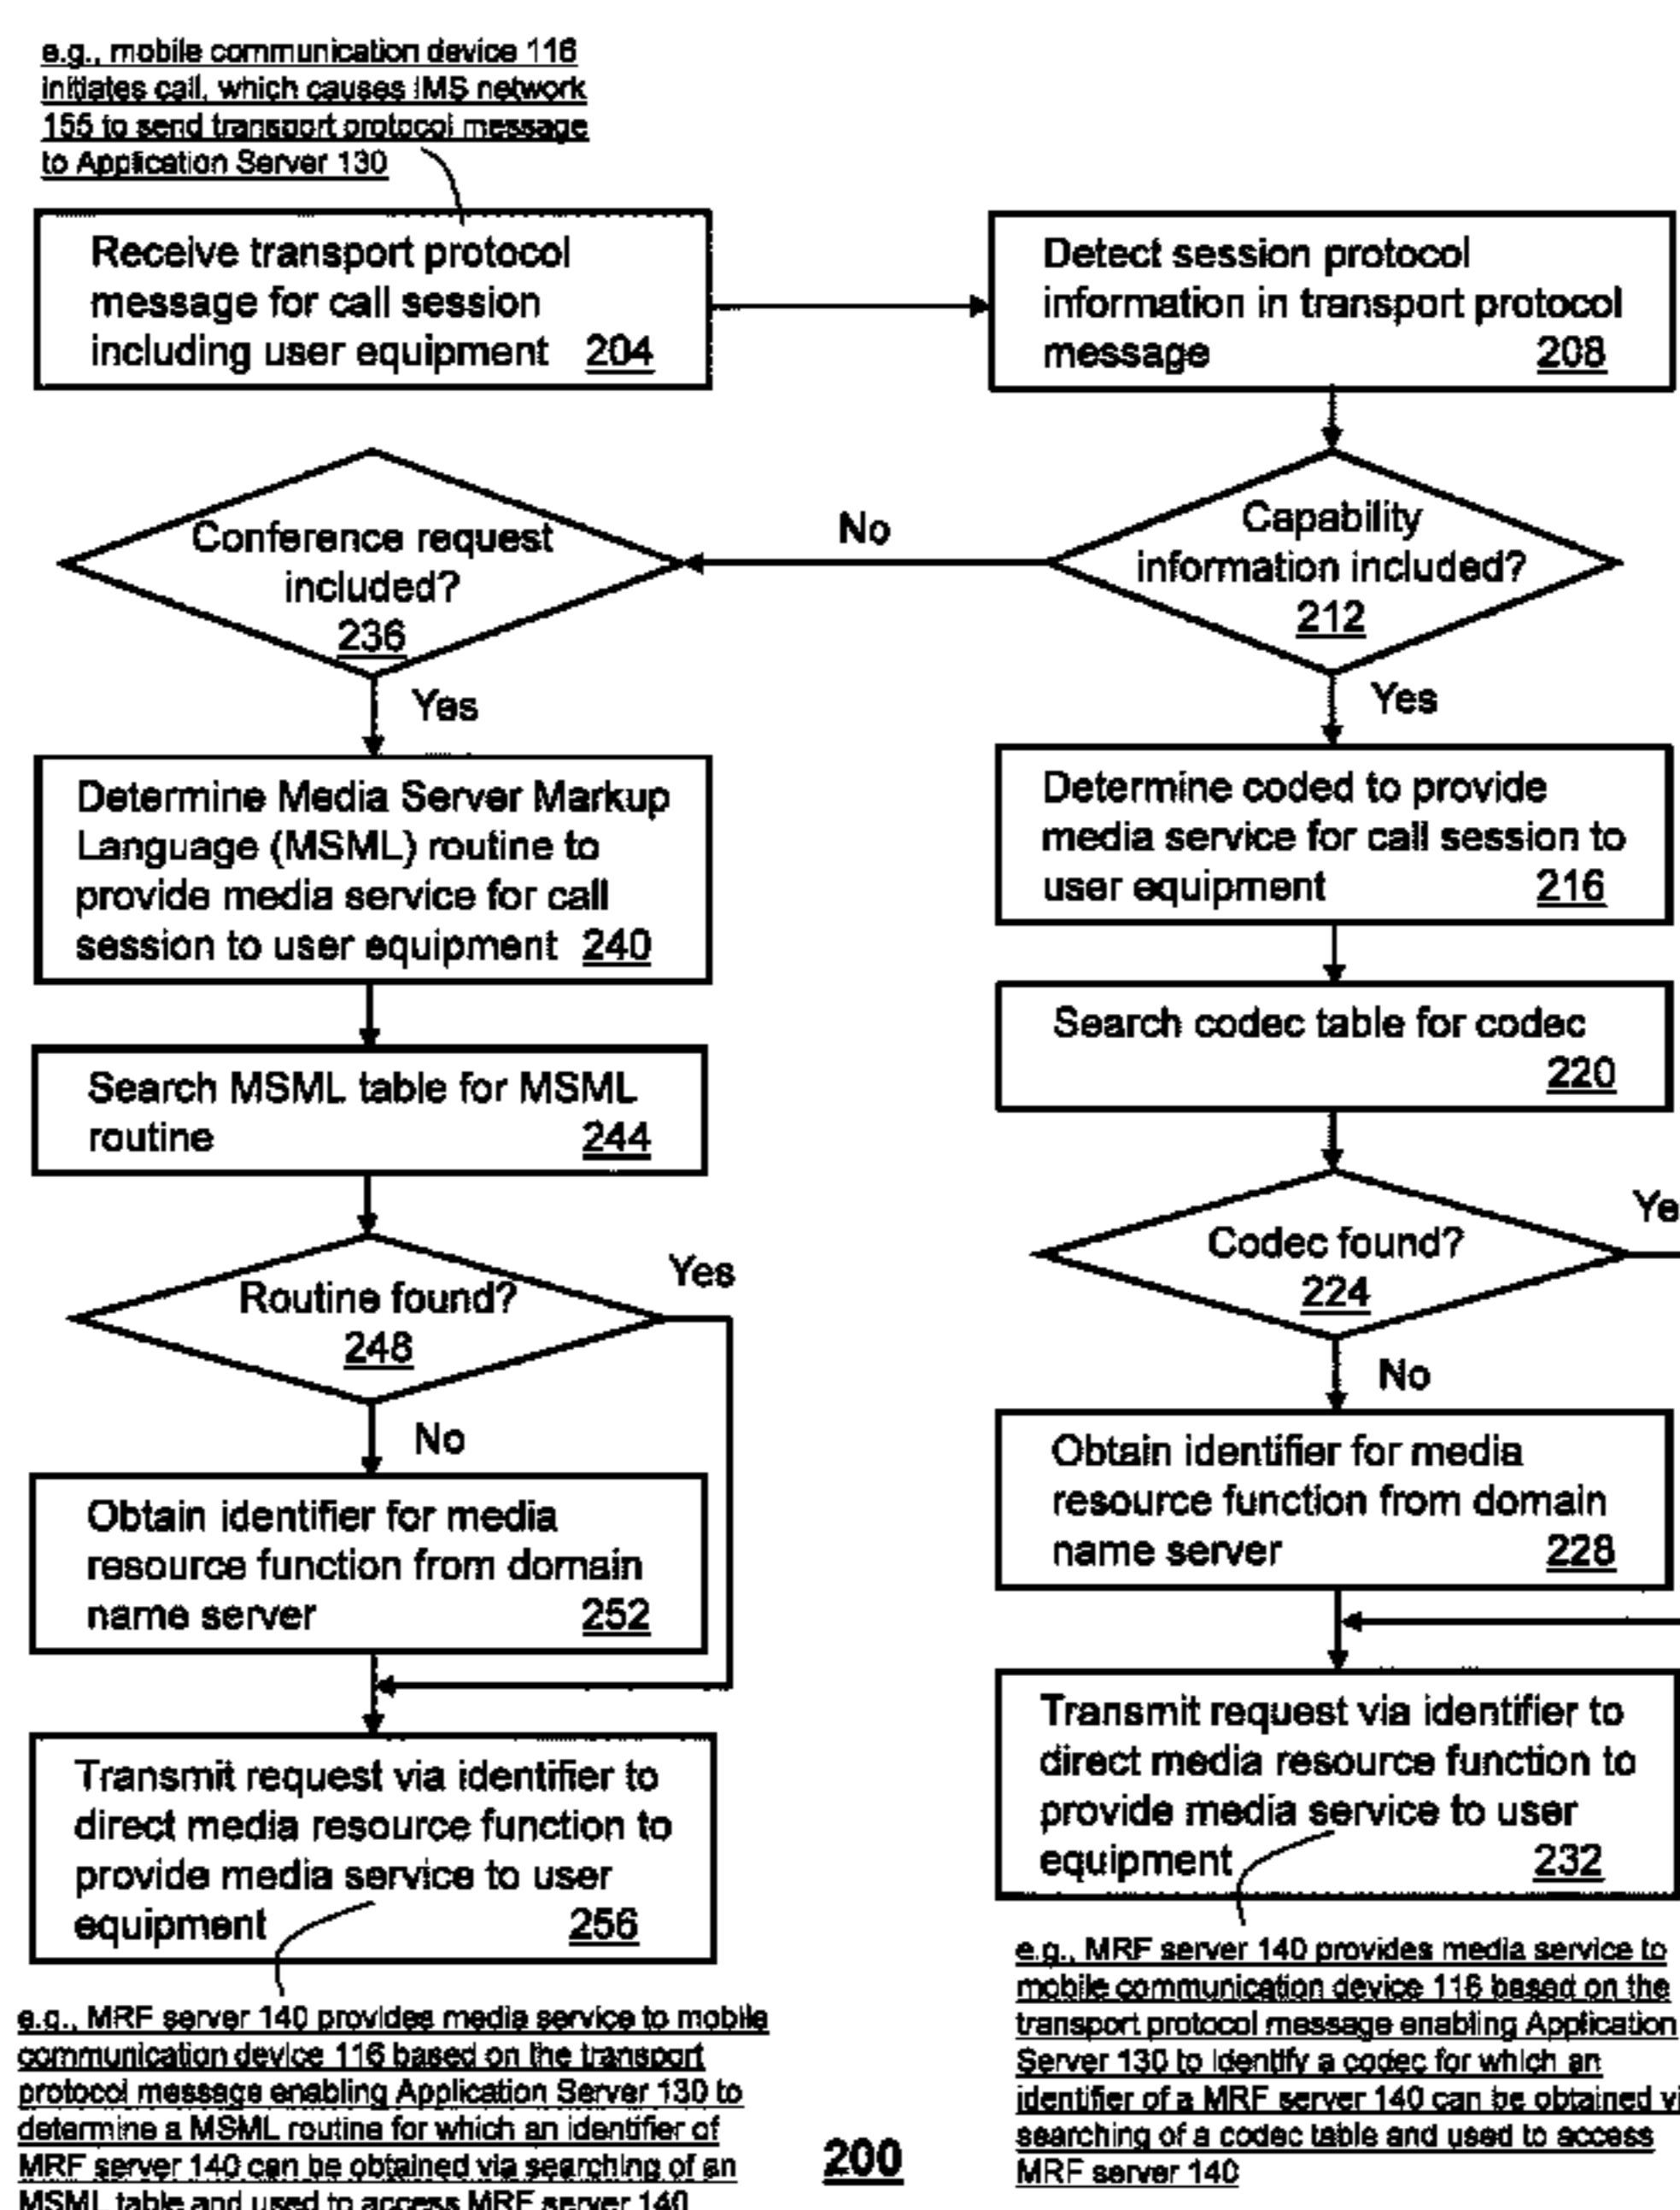 e.g., mobile communication device 116
initiates call, which causes IMS network
155 to send transport protocol message
to Application Server 130
Receive transport protocol
message for call session
including user equipment 204
Detect session protocol
information in transport protocol
message 208
Conference request
included?
236
No
Capability
information included?
212
Yes
Yes
Determine Media Server Markup
Language (MSML) routine to
provide media service for call
session to user equipment 240
Determine coded to provide
media service for call session to
user equipment 216
Search codec table for codec
220
Search MSML table for MSML
routine 244
Codec found?
224
Ye
Routine found?
248
Yes
No
No
Obtain identifier for media
resource function from domain
name server 228
Obtain identifier for media
resource function from domain
name server 252
Transmit request via identifier to
direct media resource function to
provide media service to user
equipment 232
Transmit request via identifier to
direct media resource function to
provide media service to user
equipment 256
e.g., MRF server 140 provides media service to
mobile communication device 116 based on the
transport protocol message enabling Application
Server 130 to identify a codec for which an
identifier of a MRF server 140 can be obtained vi
searching of a codec table and used to access
MRF server 140
e.g., MRF server 140 provides media service to mobile
communication device 116 based on the transport
protocol message enabling Application Server 130 to
determine a MSML routine for which an identifier of
MRF server 140 can be obtained via searching of an
MSML table and used to access MRF server 140
200